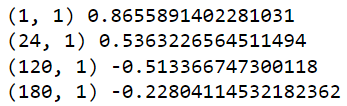 (1, 1) 0.8655891402281031
(24, 1) 0.5363226564511494
(120, 1) -0.513366747300118
(180, 1) -0.22804114532182362